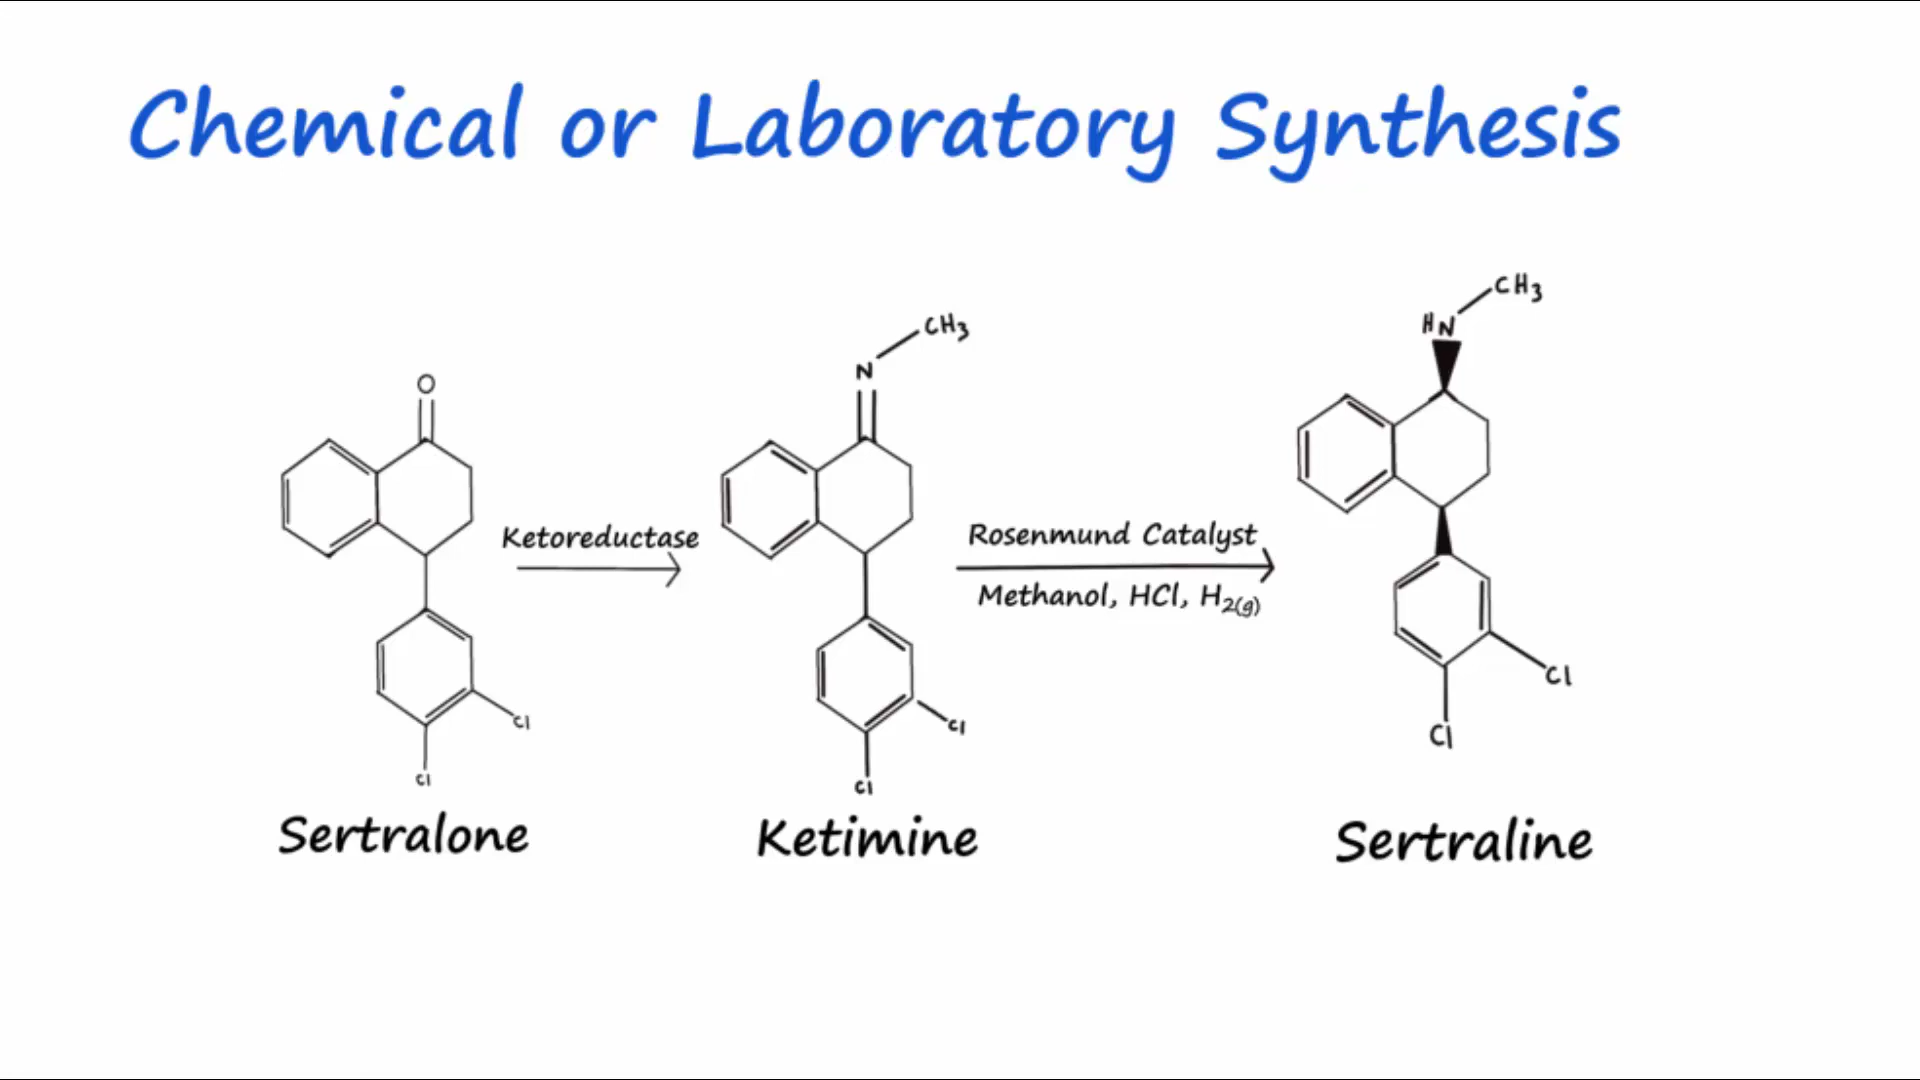 Chemical or Laboratory Synthesis
O
Cl
Cl
Sertralone
Ketoreductase
N
CH3
Cl
Cl
Ketimine
Rosenmund Catalyst
Methanol, HCl, H2(g)
CH3
HN
Cl
Cl
Sertraline